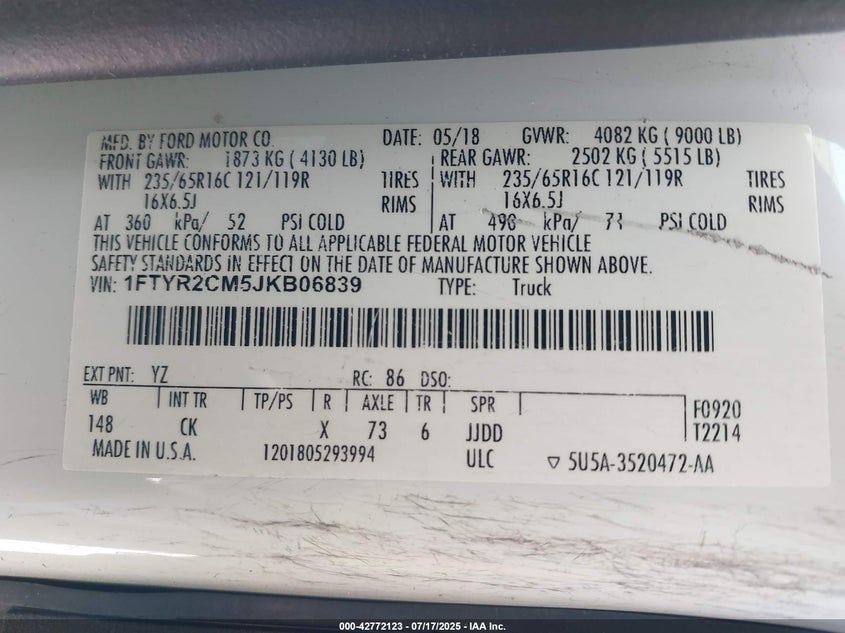 MFD. BY FORD MOTOR CO. DATE: 05/18 GVWR: 4082 KG ( 9000 LB)
FRONT GAWR: 1873 KG ( 4130 LB) REAR GAWR: 2502 KG ( 5515 LB)
WITH 235/65R16C 121/119R TIRES WITH 235/65R16C 121/119R TIRES
16X6.5J RIMS 16X6.5J RIMS
AT 360 kPa/ 52 PSI COLD AT 490 kPa/ 71 PSI COLD
THIS VEHICLE CONFORMS TO ALL APPLICABLE FEDERAL MOTOR VEHICLE
SAFETY STANDARDS IN EFFECT ON THE DATE OF MANUFACTURE SHOWN ABOVE.
VIN: 1FTYR2CM5JKB06839 TYPE: Truck
EXT PNT: YZ RC: 86 DSO:
WB INT TR TP/PS R AXLE TR SPR F0920
148 CK X 73 6 JJDD T2214
MADE IN U.S.A. 1201805293994 ULC ▽ 5U5A-3520472-AA
000-42772123 - 07/17/2025 - IAA Inc.